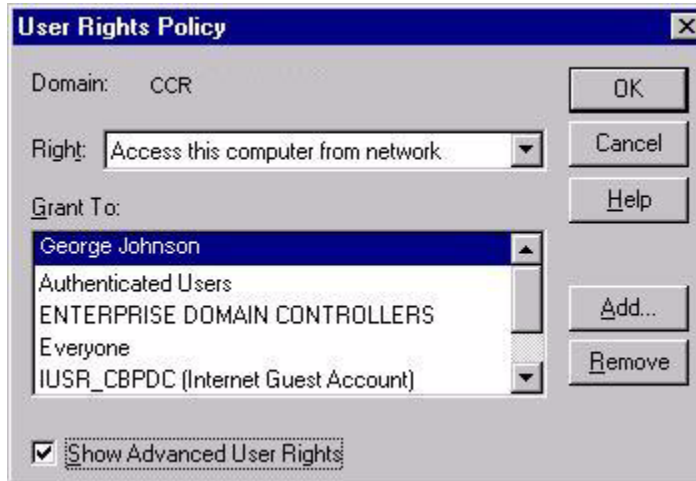 User Rights Policy
Domain: CCR
OK
Right: Access this computer from network
Cancel
Grant To:
Help
George Johnson
Authenticated Users
ENTERPRISE DOMAIN CONTROLLERS
Add...
Everyone
Remove
IUSR_CBPDC (Internet Guest Account)
Show Advanced User Rights